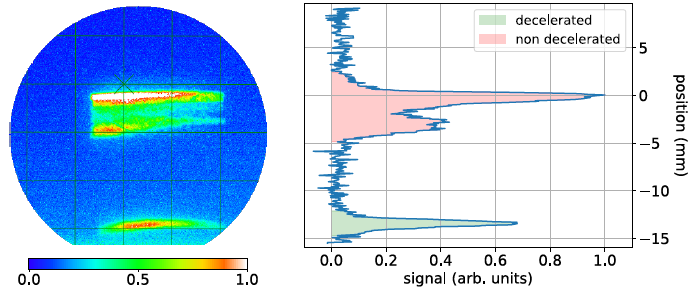 decelerated
non decelerated
5
0
−5
−10
−15
position (mm)
0.0 0.2 0.4 0.6 0.8 1.0
signal (arb. units)
0.0 0.5 1.0